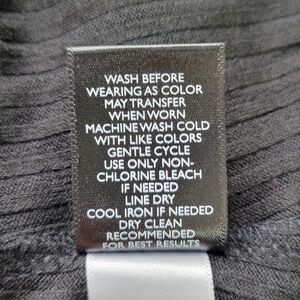 WASH BEFORE
WEARING AS COLOR
MAY TRANSFER
WHEN WORN
MACHINE WASH COLD
WITH LIKE COLORS
GENTLE CYCLE
USE ONLY NON-
CHLORINE BLEACH
IF NEEDED
LINE DRY
COOL IRON IF NEEDED
DRY CLEAN
RECOMMENDED
FOR BEST RESULTS